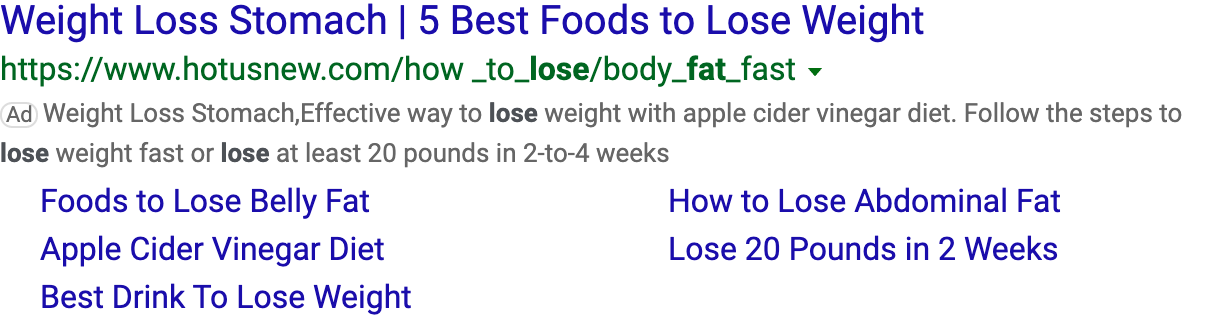 Weight Loss Stomach | 5 Best Foods to Lose Weight
https://www.hotusnew.com/how _to_lose/body_fat_fast
Ad Weight Loss Stomach,Effective way to lose weight with apple cider vinegar diet. Follow the steps to
lose weight fast or lose at least 20 pounds in 2-to-4 weeks
Foods to Lose Belly Fat How to Lose Abdominal Fat
Apple Cider Vinegar Diet Lose 20 Pounds in 2 Weeks
Best Drink To Lose Weight